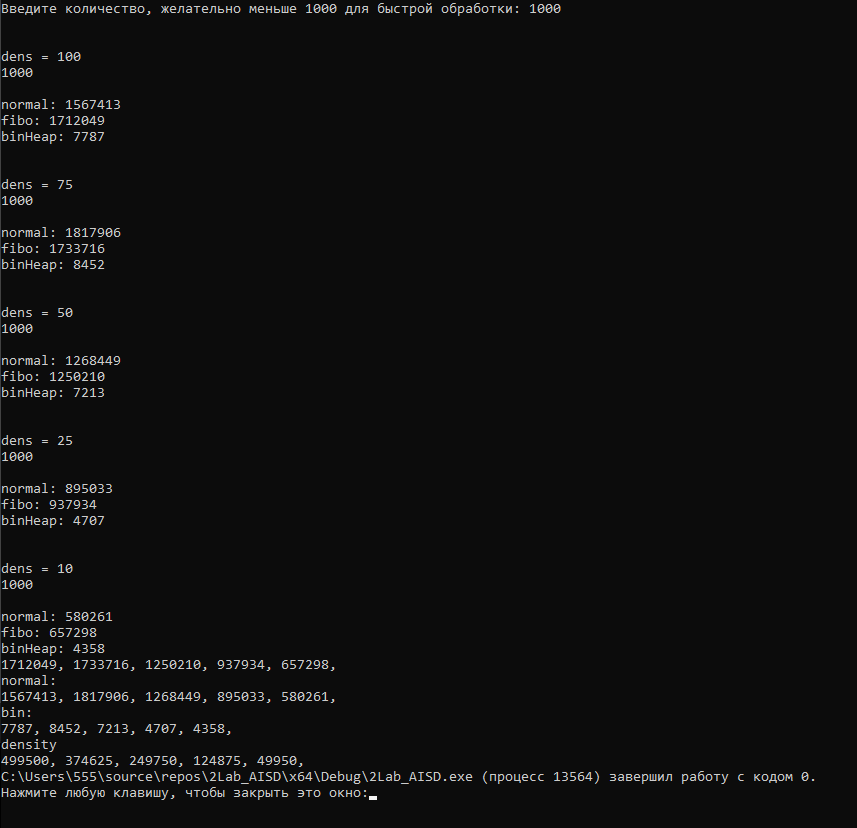 Введите количество, желательно меньше 1000 для быстрой обработки: 1000
dens = 100
1000
normal: 1567413
fibo: 1712049
binHeap: 7787
dens = 75
1000
normal: 1817906
fibo: 1733716
binHeap: 8452
dens = 50
1000
normal: 1268449
fibo: 1250210
binHeap: 7213
dens = 25
1000
normal: 895033
fibo: 937934
binHeap: 4707
dens = 10
1000
normal: 580261
fibo: 657298
binHeap: 4358
1712049, 1733716, 1250210, 937934, 657298,
normal:
1567413, 1817906, 1268449, 895033, 580261,
bin:
7787, 8452, 7213, 4707, 4358,
density
499500, 374625, 249750, 124875, 49950,
C:\Users\555\source\repos\2Lab_AISD\x64\Debug\2Lab_AISD.exe (процесс 13564) завершил работу с кодом 0.
Нажмите любую клавишу, чтобы закрыть это окно: